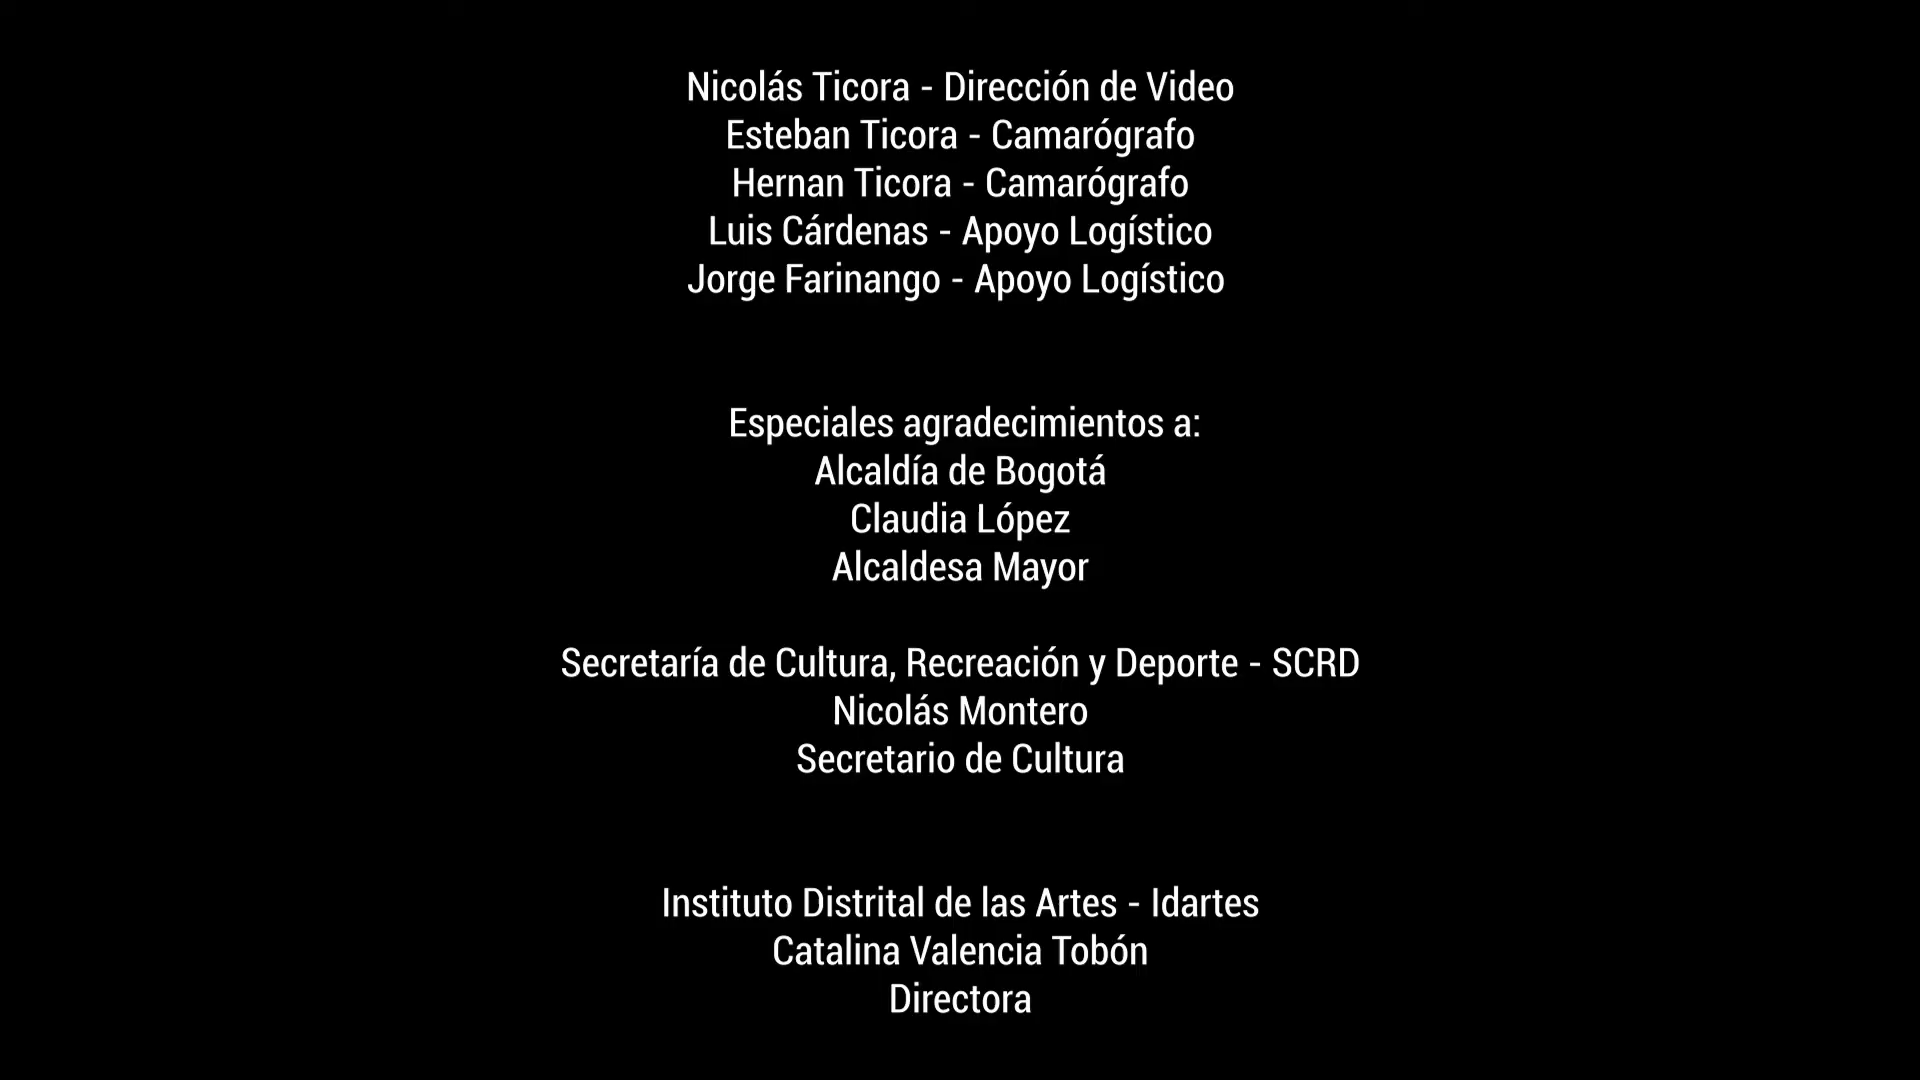 Nicolás Ticora - Dirección de Video
Esteban Ticora - Camarógrafo
Hernan Ticora - Camarógrafo
Luis Cárdenas - Apoyo Logístico
Jorge Farinango - Apoyo Logístico
Especiales agradecimientos a:
Alcaldía de Bogotá
Claudia López
Alcaldesa Mayor
Secretaría de Cultura, Recreación y Deporte - SCRD
Nicolás Montero
Secretario de Cultura
Instituto Distrital de las Artes - Idartes
Catalina Valencia Tobón
Directora